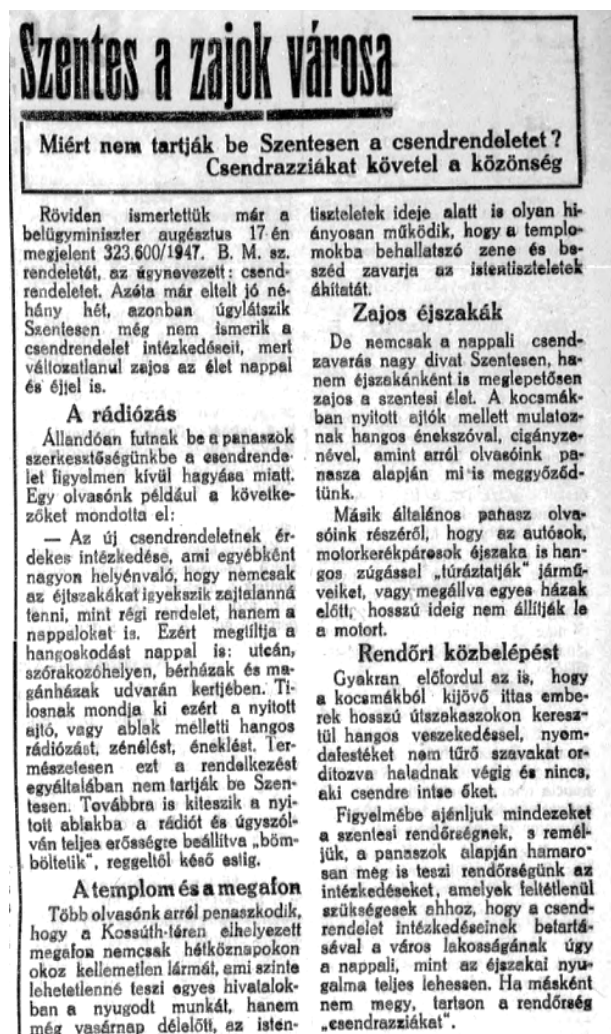 Szentes a zajok városa
Miért nem tartják be Szentesen a csendrendeletet?
Csendrazziákat követel a közönség
Röviden ismertettük már a
belügyminiszter augésztus 17-én
megjelent 323.600/1947. B. M. sz.
rendeletét, az úgynevezett: csend-
rendeletet. Azóta már eltelt jó né-
hány hét, azonban úgylátszik
Szentesen még nem ismerik a
csendrendelet intézkedéseit, mert
változatlanul zajos az élet nappal
és éjjel is.
A rádiózás
Állandóan futnak be a panaszok
szerkesztőségünkbe a csendrende-
let figyelmen kívül hagyása miatt.
Egy olvasónk például a követke-
zőket mondotta el:
— Az új csendrendeletnek ér-
dekes intézkedése, ami egyébként
nagyon helyénvaló, hogy nemcsak
az éjtszakákat igyekszik zajtalanná
tenni, mint régi rendelet, hanem a
nappalokat is. Ezért megtiltja a
hangoskodást nappal is: utcán,
szórakozóhelyen, bérházak és ma-
gánházak udvarán kertjében. Ti-
losnak mondja ki ezért a nyitott
ajtó, vagy ablak melletti hangos
rádiózást, zenélést, éneklést. Ter-
mészetesen ezt a rendelkezést
egyáltalában nem tartják be Szen-
tesen. Továbbra is kiteszik a nyi-
tott ablakba a rádiót és úgyszól-
ván teljes erősségre beállítva „böm-
böltetik“, reggeltől késő estig.
A templom és a megafon
Több olvasónk arról penaszkodik,
hogy a Kossúth-téren elhelyezett
megafon nemcsak hétköznapokon
okoz kellemetlen lármát, ami szinte
lehetetlenné teszi egyes hivatalok-
ban a nyugodt munkát, hanem
még vasárnap délelőtt, az isten-
tiszteletek ideje alatt is olyan hi-
ányosan működik, hogy a templo-
mokba behallatszó zene és be-
széd zavarja az istentiszteletek
áhítatát.
Zajos éjszakák
De nemcsak a nappali csend-
zavarás nagy divat Szentesen, ha-
nem éjszakánként is meglepetősen
zajos a szentesi élet. A kocsmák-
ban nyitott ajtók mellett mulatoz-
nak hangos énekszóval, cigányze-
nével, amint arról olvasóink pa-
nasza alapján mi is meggyőződ-
tünk.
Másik általános panasz olva-
sóink részéről, hogy az autósok,
motorkerékpárosok éjszaka is han-
gos zúgással „túráztatják“ jármű-
veiket, vagy megállva egyes házak
előtt, hosszú ideig nem állítják le
a motort.
Rendőri közbelépést
Gyakran előfordul az is, hogy
a kocsmákból kijövő ittas embe-
rek hosszú útszakaszokon keresz-
tül hangos veszekedéssel, nyom-
dafestéket nem tűrő szavakat or-
dítozva haladnak végig és nincs,
aki csendre intse őket.
Figyelmébe ajénljuk mindezeket
a szentesi rendőrségnek, s remél-
jük, a panaszok alapján hamaro-
san meg is teszi rendőrségünk az
intézkedéseket, amelyek feltétlenül
szükségesek ahhoz, hogy a csend-
rendelet intézkedéseinek betartá-
sával a város lakosságának úgy
a nappali, mint az éjszakai nyu-
galma teljes lehessen. Ha másként
nem megy, tartson a rendőrség
„csendrazziákat“.